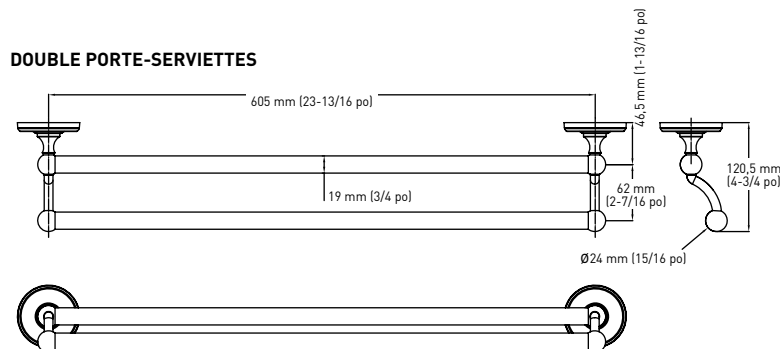 DOUBLE PORTE-SERVIETTES
605 mm (23-13/16 po)
46,5 mm (1-13/16 po)
19 mm (3/4 po)
62 mm
(2-7/16 po)
120,5 mm
(4-3/4 po)
Ø24 mm (15/16 po)